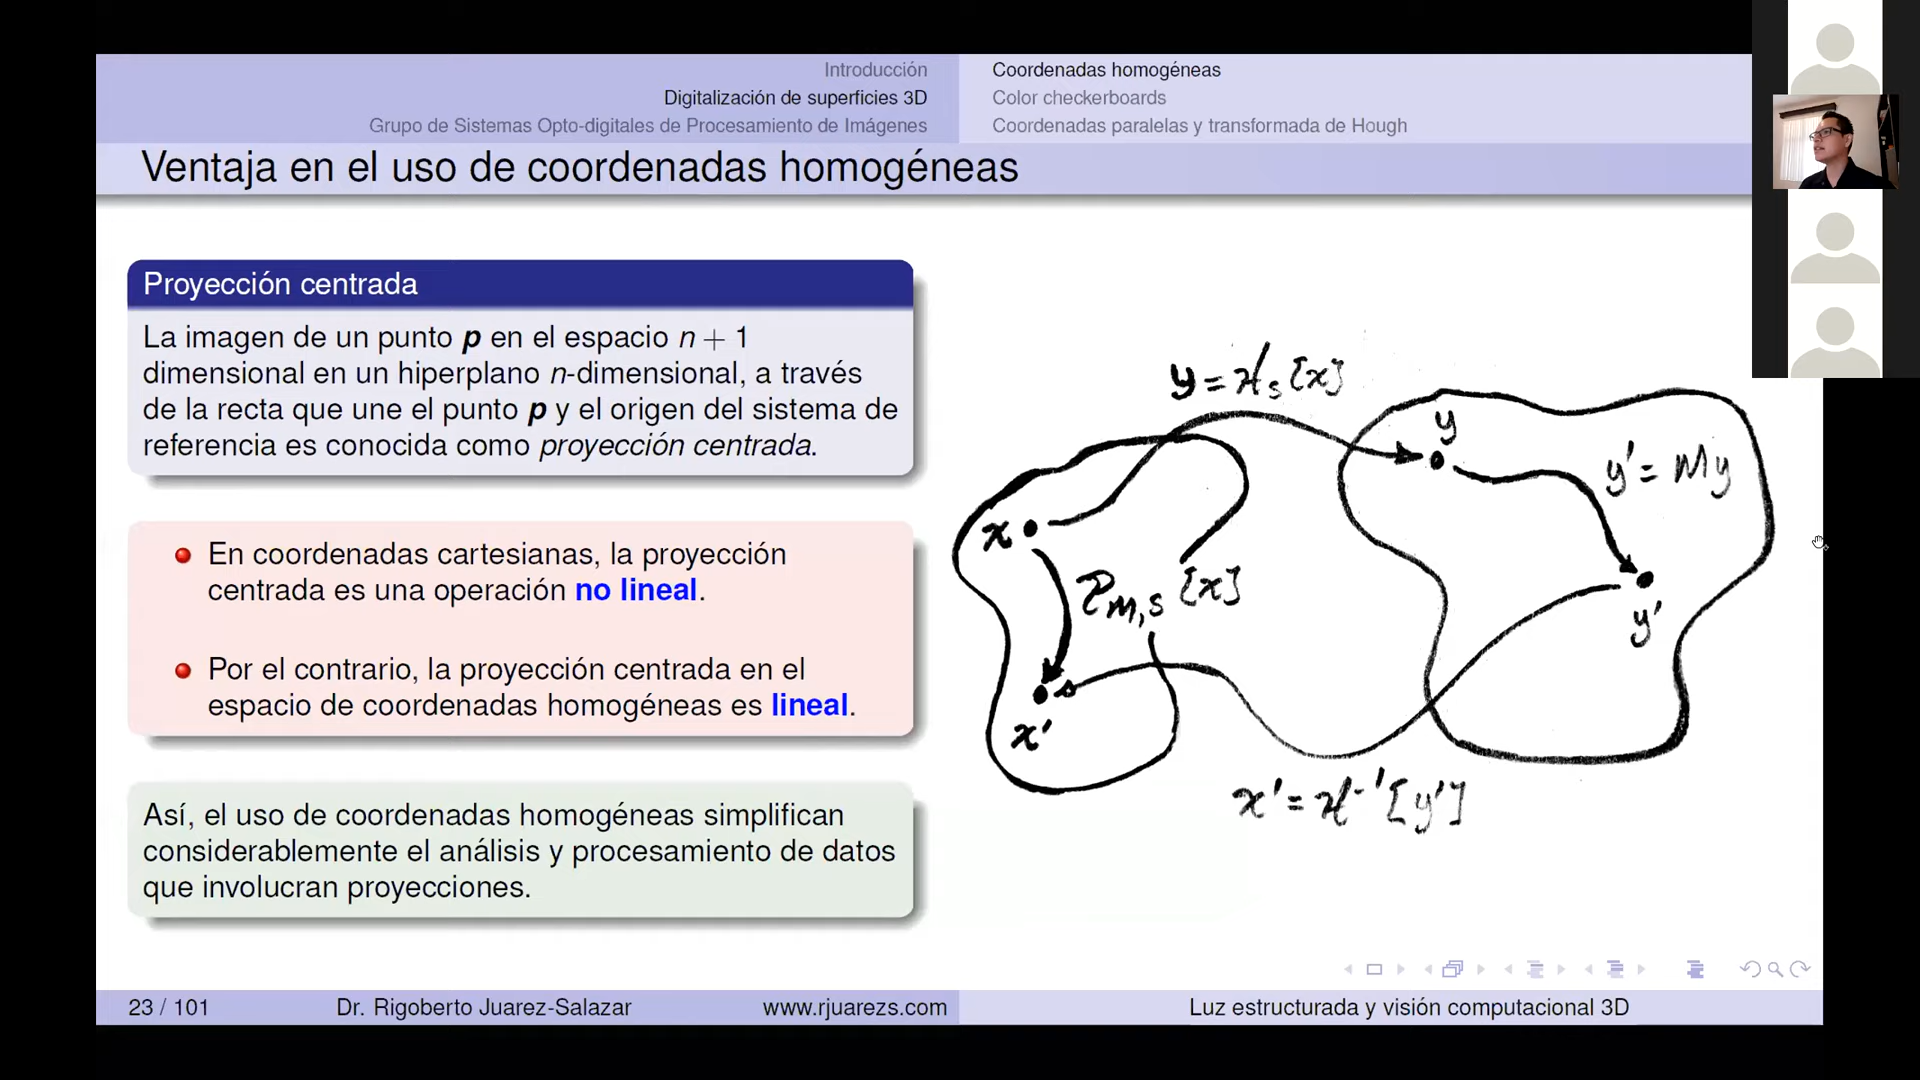 Introducción
Digitalización de superficies 3D
Grupo de Sistemas Opto-digitales de Procesamiento de Imágenes
Coordenadas homogéneas
Color checkerboards
Coordenadas paralelas y transformada de Hough
Ventaja en el uso de coordenadas homogéneas
Proyección centrada
La imagen de un punto p en el espacio n + 1
dimensional en un hiperplano n-dimensional, a través
de la recta que une el punto p y el origen del sistema de
referencia es conocida como proyección centrada.
En coordenadas cartesianas, la proyección
centrada es una operación no lineal.
Por el contrario, la proyección centrada en el
espacio de coordenadas homogéneas es lineal.
Así, el uso de coordenadas homogéneas simplifican
considerablemente el análisis y procesamiento de datos
que involucran proyecciones.
y = ℋₛ[x]
y
y' = My
x
𝒫_M,S [x]
y'
x'
x' = ℋ⁻¹[y']
23 / 101 Dr. Rigoberto Juarez-Salazar www.rjuarezs.com Luz estructurada y visión computacional 3D